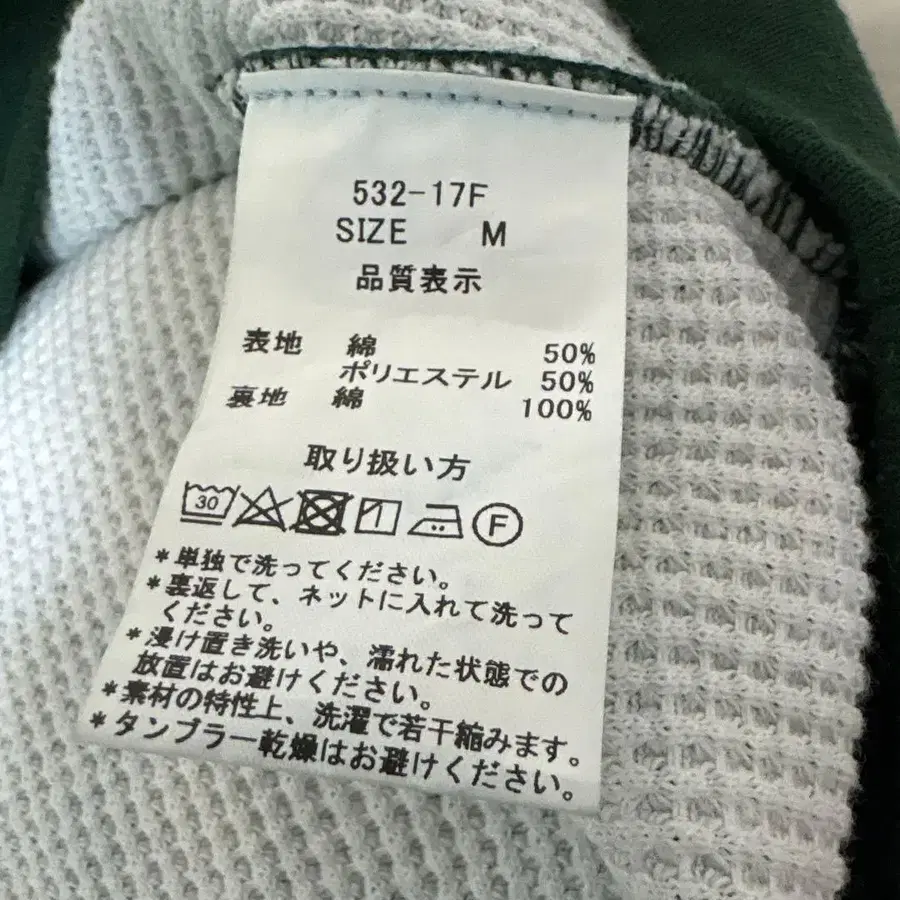 532-17F
SIZE M
品質表示
表地 綿 50%
ポリエステル 50%
裏地 綿 100%
取り扱い方
30 F
*単独で洗ってください。
*裏返して、ネットに入れて洗って
ください。
*浸け置き洗いや、濡れた状態での
放置はお避けください。
*素材の特性上、洗濯で若干縮みます。
*タンブラー乾燥はお避けください。